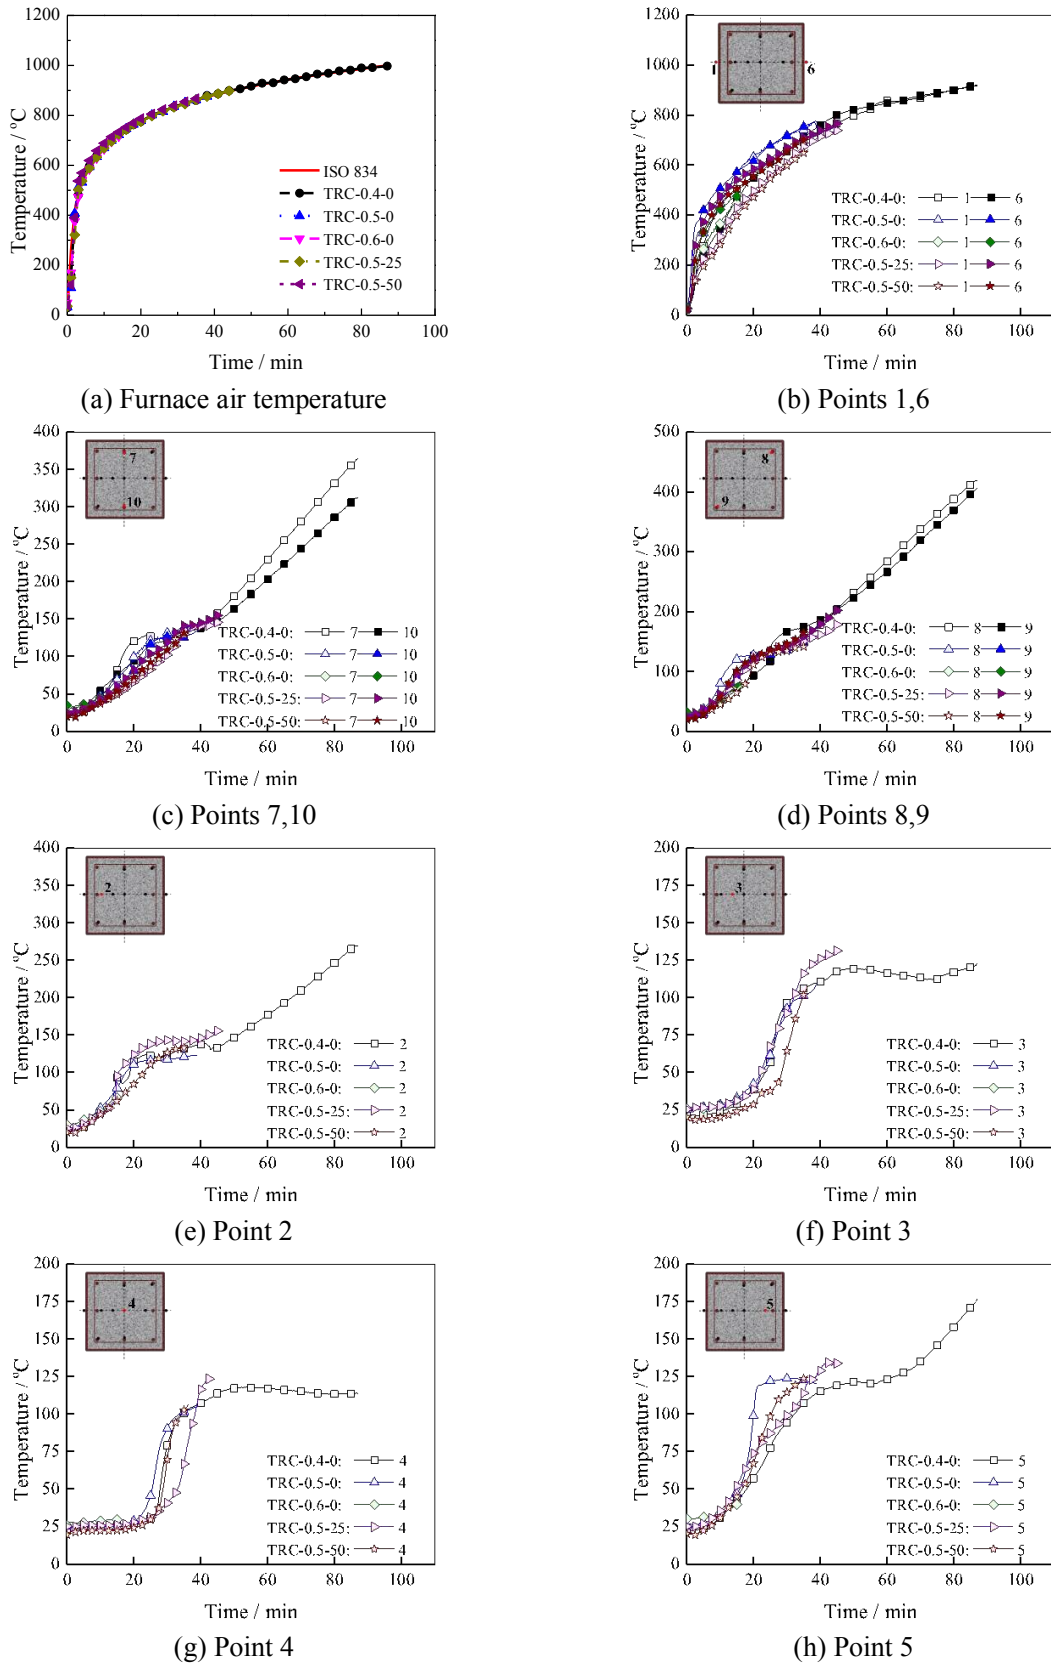 1200
1000
800
600
400
200
0
0 20 40 60 80 100
Temperature / °C
Time / min
ISO 834
TRC-0.4-0
TRC-0.5-0
TRC-0.6-0
TRC-0.5-25
TRC-0.5-50
(a) Furnace air temperature
1200
1000
800
600
400
200
0
0 20 40 60 80 100
Temperature / °C
Time / min
1 6
TRC-0.4-0: 1 6
TRC-0.5-0: 1 6
TRC-0.6-0: 1 6
TRC-0.5-25: 1 6
TRC-0.5-50: 1 6
(b) Points 1,6
400
350
300
250
200
150
100
50
0
0 20 40 60 80 100
Temperature / °C
Time / min
7
10
TRC-0.4-0: 7 10
TRC-0.5-0: 7 10
TRC-0.6-0: 7 10
TRC-0.5-25: 7 10
TRC-0.5-50: 7 10
(c) Points 7,10
500
400
300
200
100
0
0 20 40 60 80 100
Temperature / °C
Time / min
8
9
TRC-0.4-0: 8 9
TRC-0.5-0: 8 9
TRC-0.6-0: 8 9
TRC-0.5-25: 8 9
TRC-0.5-50: 8 9
(d) Points 8,9
400
350
300
250
200
150
100
50
0
0 20 40 60 80 100
Temperature / °C
Time / min
2
TRC-0.4-0: 2
TRC-0.5-0: 2
TRC-0.6-0: 2
TRC-0.5-25: 2
TRC-0.5-50: 2
(e) Point 2
200
175
150
125
100
75
50
25
0
0 20 40 60 80 100
Temperature / °C
Time / min
3
TRC-0.4-0: 3
TRC-0.5-0: 3
TRC-0.6-0: 3
TRC-0.5-25: 3
TRC-0.5-50: 3
(f) Point 3
200
175
150
125
100
75
50
25
0
0 20 40 60 80 100
Temperature / °C
Time / min
4
TRC-0.4-0: 4
TRC-0.5-0: 4
TRC-0.6-0: 4
TRC-0.5-25: 4
TRC-0.5-50: 4
(g) Point 4
200
175
150
125
100
75
50
25
0
0 20 40 60 80 100
Temperature / °C
Time / min
5
TRC-0.4-0: 5
TRC-0.5-0: 5
TRC-0.6-0: 5
TRC-0.5-25: 5
TRC-0.5-50: 5
(h) Point 5